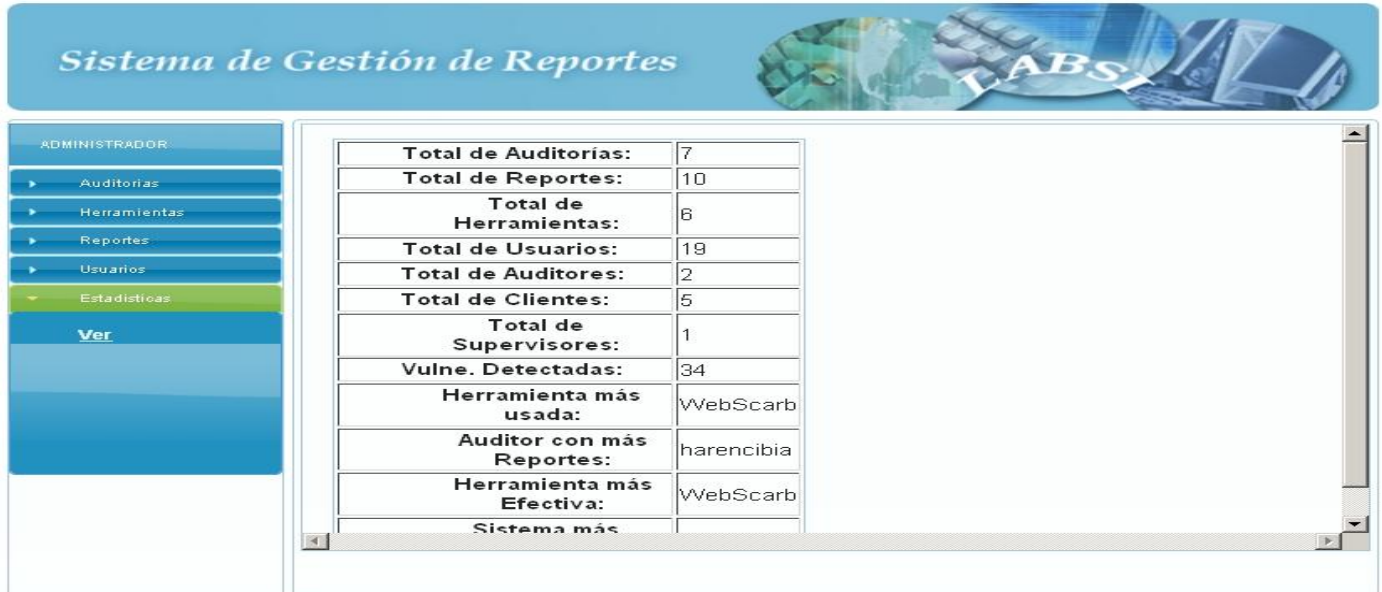 Sistema de Gestión de Reportes
LABSI
ADMINISTRADOR
Auditorias
Herramientas
Reportes
Usuarios
Estadisticas
Ver
Total de Auditorías: 7
Total de Reportes: 10
Total de
Herramientas: 6
Total de Usuarios: 19
Total de Auditores: 2
Total de Clientes: 5
Total de
Supervisores: 1
Vulne. Detectadas: 34
Herramienta más
usada: WebScarb
Auditor con más
Reportes: harencibia
Herramienta más
Efectiva: WebScarb
Sistema más